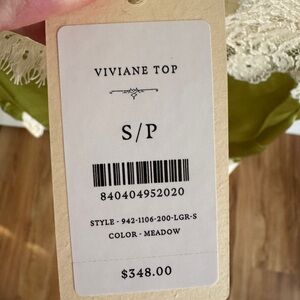 VIVIANE TOP
S/P
840404952020
STYLE - 942-1106-200-LGR-S
COLOR - MEADOW
$348.00